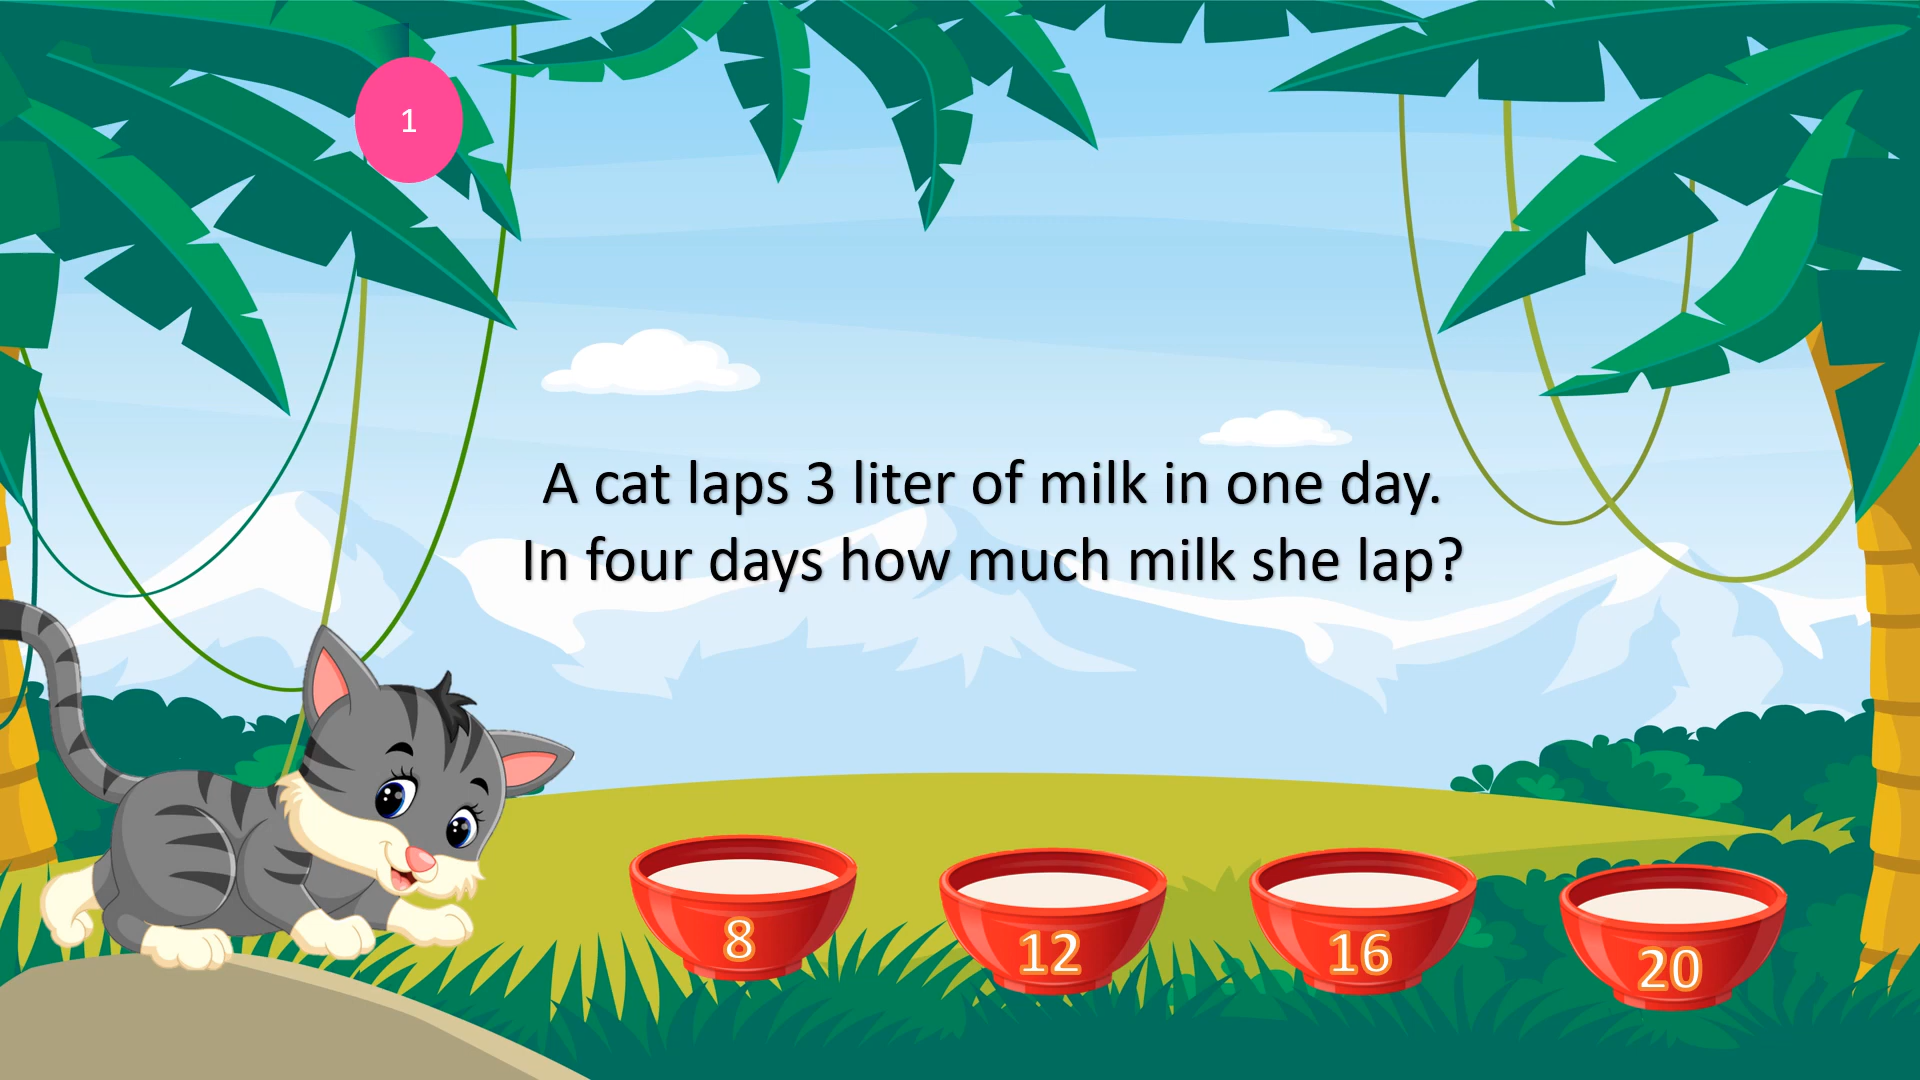 1
A cat laps 3 liter of milk in one day.
In four days how much milk she lap?
8
12
16
20